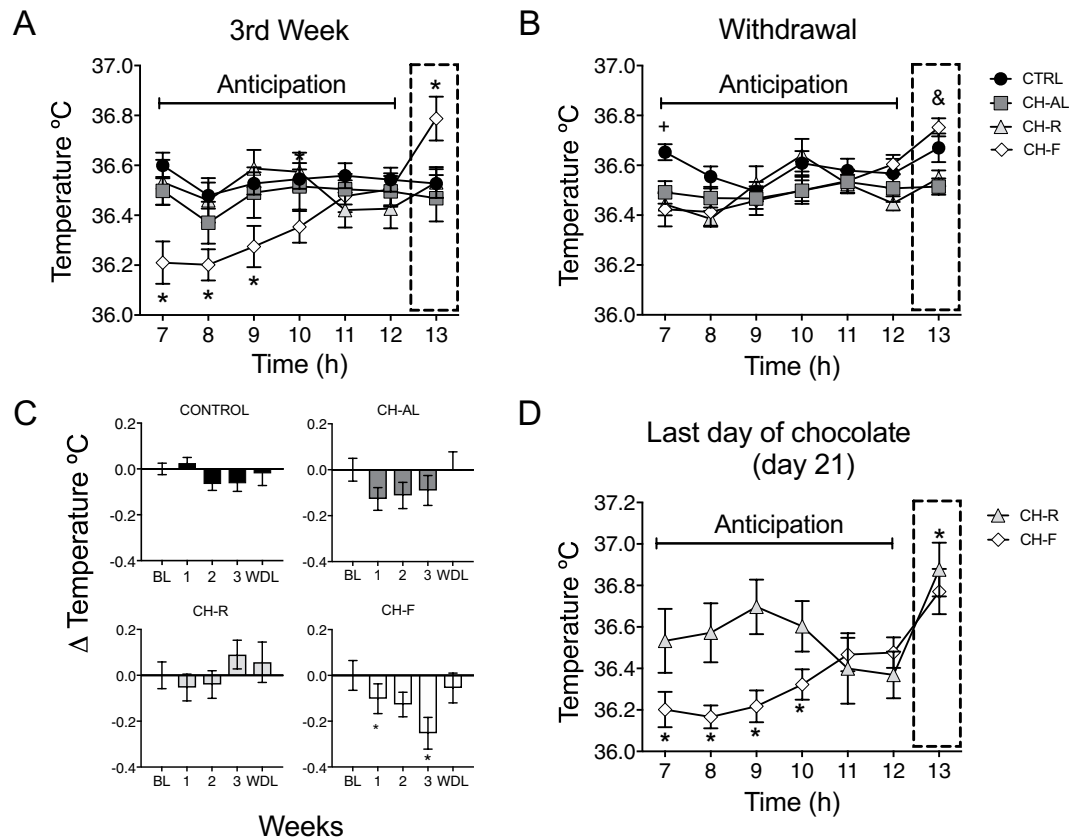 A
3rd Week
37.0
36.8
36.6
36.4
36.2
36.0
Temperature ºC
Anticipation
*
*
*
*
*
7
8
9
10
11
12
13
Time (h)
B
Withdrawal
37.0
36.8
36.6
36.4
36.2
36.0
Temperature ºC
Anticipation
+
&
7
8
9
10
11
12
13
Time (h)
CTRL
CH-AL
CH-R
CH-F
C
Δ Temperature ºC
CONTROL
0.2
0.0
-0.2
-0.4
BL
1
2
3
WDL
CH-AL
0.2
0.0
-0.2
-0.4
BL
1
2
3
WDL
CH-R
0.2
0.0
-0.2
-0.4
BL
1
2
3
WDL
CH-F
0.2
0.0
-0.2
-0.4
*
*
BL
1
2
3
WDL
Weeks
D
Last day of chocolate
(day 21)
37.2
37.0
36.8
36.6
36.4
36.2
36.0
Temperature ºC
Anticipation
*
*
*
*
*
7
8
9
10
11
12
13
Time (h)
CH-R
CH-F